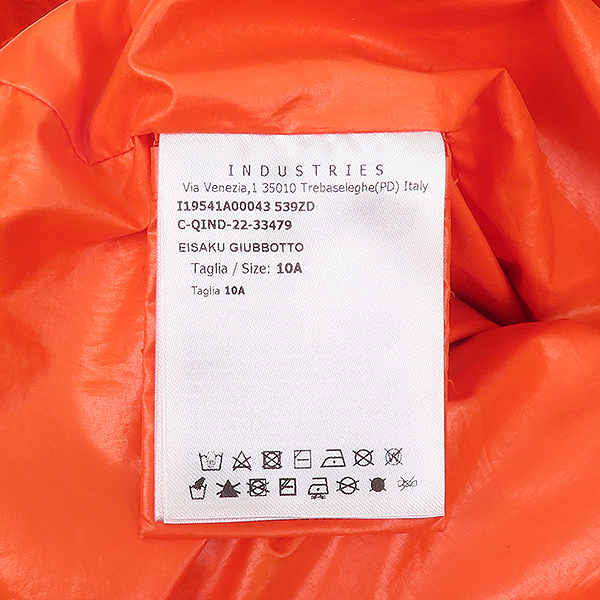 INDUSTRIES
Via Venezia,1 35010 Trebaseleghe(PD) Italy
I19541A00043 539ZD
C-QIND-22-33479
EISAKU GIUBBOTTO
Taglia / Size: 10A
Taglia 10A